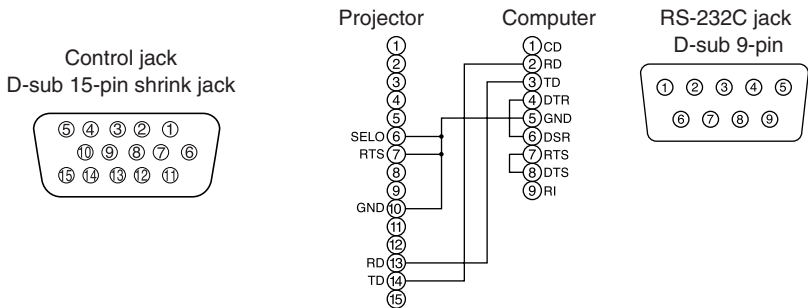 Control jack
D-sub 15-pin shrink jack
5 4 3 2 1
10 9 8 7 6
15 14 13 12 11
Projector
1
2
3
4
5
SELO 6
RTS 7
8
9
GND 10
11
12
RD 13
TD 14
15
Computer
1 CD
2 RD
3 TD
4 DTR
5 GND
6 DSR
7 RTS
8 DTS
9 RI
RS-232C jack
D-sub 9-pin
1 2 3 4 5
6 7 8 9